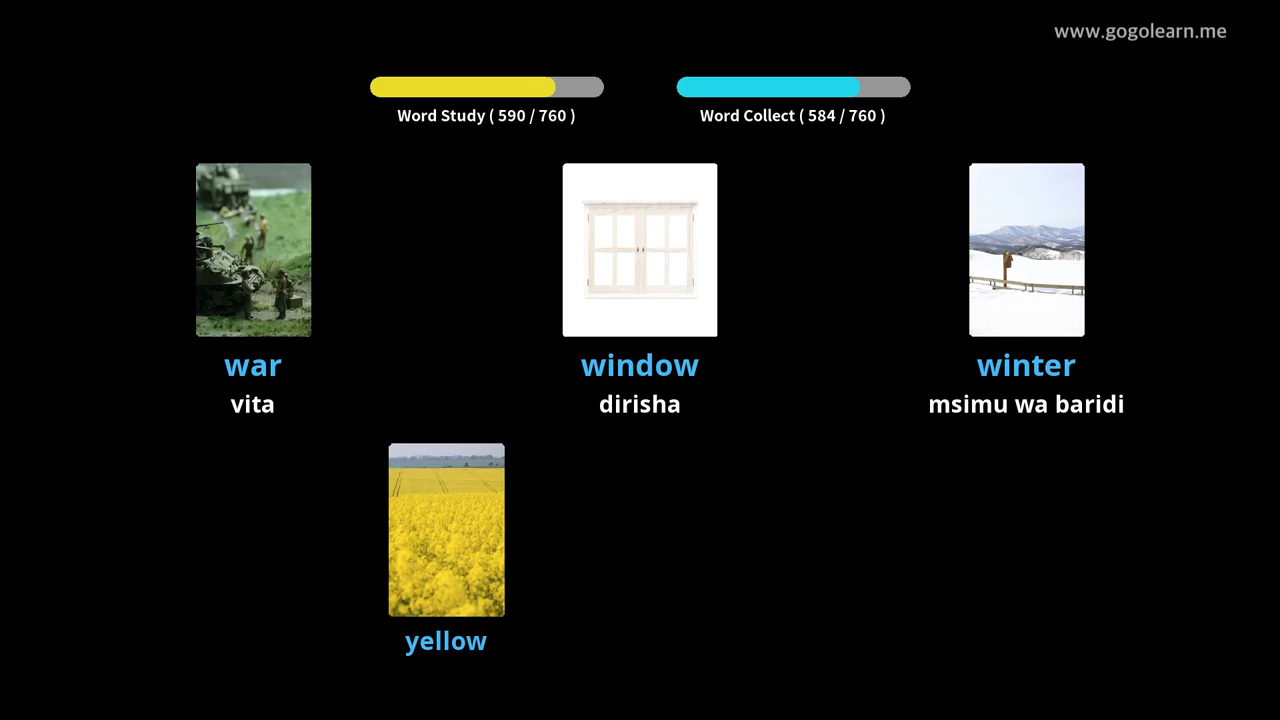 www.gogolearn.me
Word Study ( 590 / 760 )
Word Collect ( 584 / 760 )
war
vita
window
dirisha
winter
msimu wa baridi
yellow